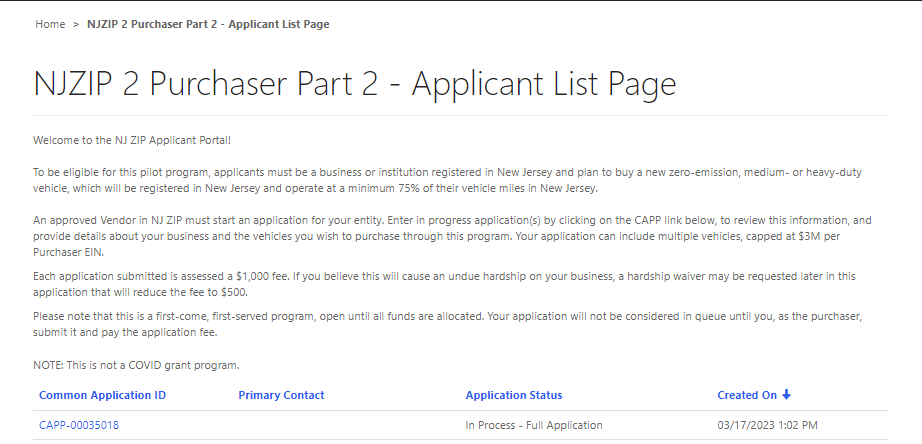 Home > NJZIP 2 Purchaser Part 2 - Applicant List Page
NJZIP 2 Purchaser Part 2 - Applicant List Page
Welcome to the NJ ZIP Applicant Portal!
To be eligible for this pilot program, applicants must be a business or institution registered in New Jersey and plan to buy a new zero-emission, medium- or heavy-duty
vehicle, which will be registered in New Jersey and operate at a minimum 75% of their vehicle miles in New Jersey.
An approved Vendor in NJ ZIP must start an application for your entity. Enter in progress application(s) by clicking on the CAPP link below, to review this information, and
provide details about your business and the vehicles you wish to purchase through this program. Your application can include multiple vehicles, capped at $3M per
Purchaser EIN.
Each application submitted is assessed a $1,000 fee. If you believe this will cause an undue hardship on your business, a hardship waiver may be requested later in this
application that will reduce the fee to $500.
Please note that this is a first-come, first-served program, open until all funds are allocated. Your application will not be considered in queue until you, as the purchaser,
submit it and pay the application fee.
NOTE: This is not a COVID grant program.
Common Application ID Primary Contact Application Status Created On
CAPP-00035018 In Process - Full Application 03/17/2023 1:02 PM